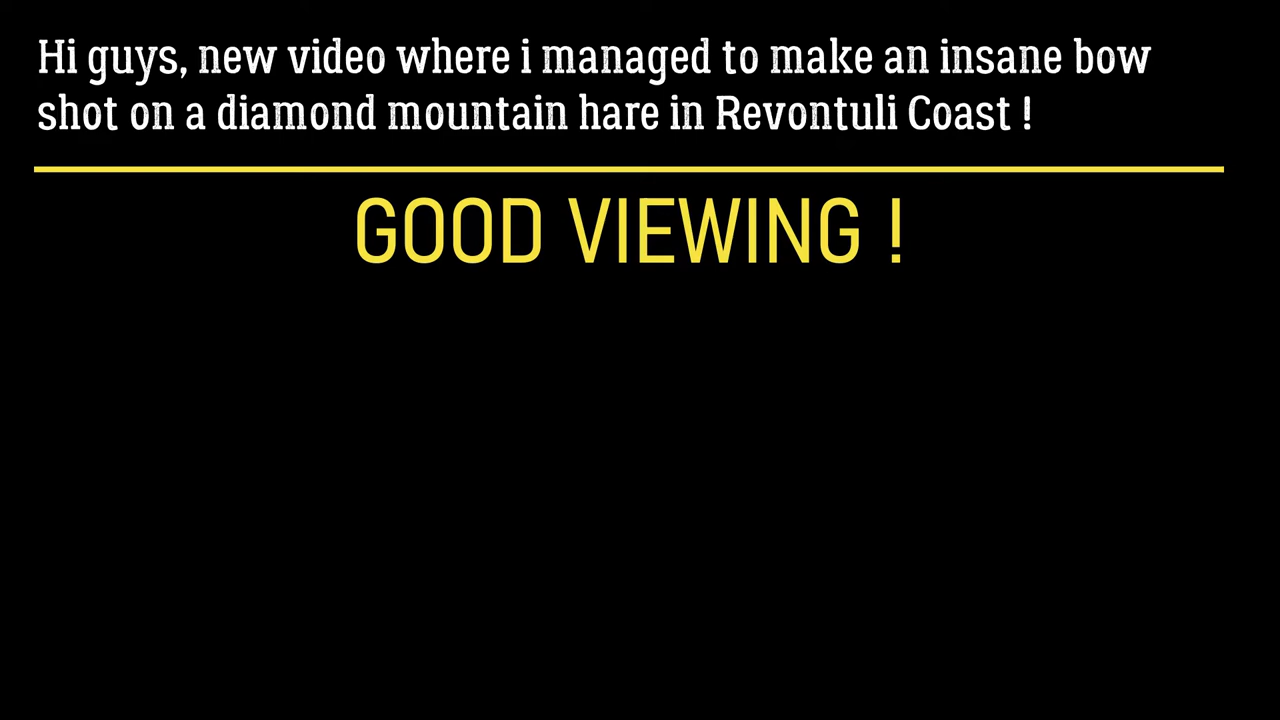 Hi guys, new video where i managed to make an insane bow
shot on a diamond mountain hare in Revontuli Coast !
GOOD VIEWING !